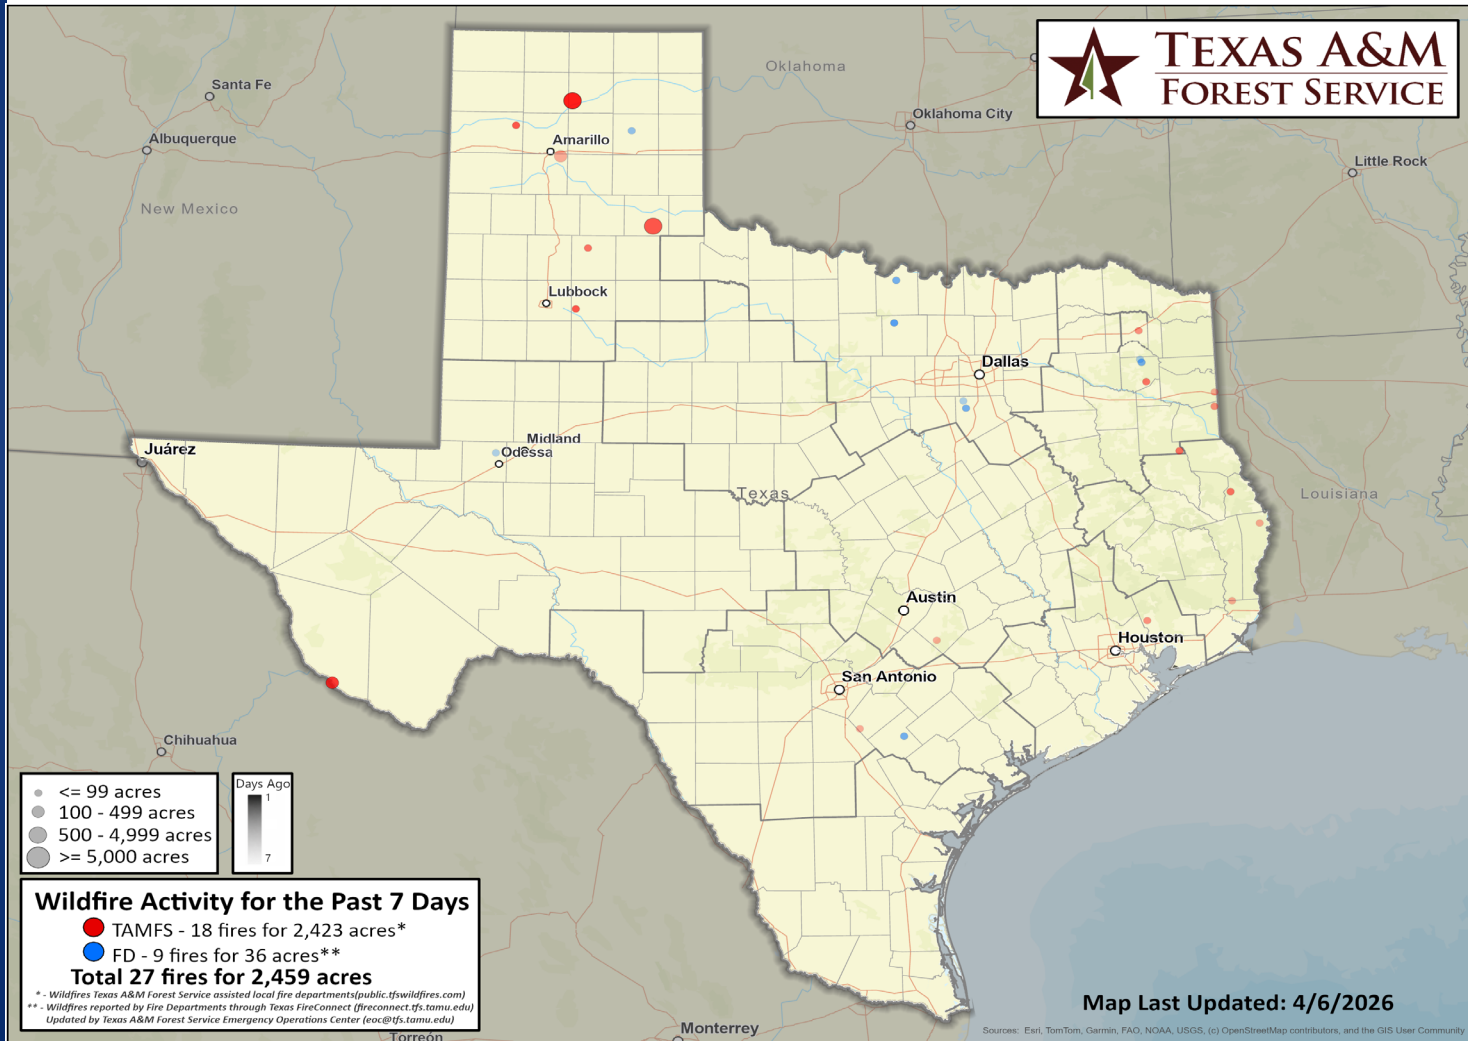 TEXAS A&M
FOREST SERVICE
Oklahoma
Santa Fe
Oklahoma City
Albuquerque
Amarillo
Little Rock
New Mexico
Lubbock
Dallas
Midland
Odessa
Juárez
Texas
Louisiana
Austin
Houston
San Antonio
Chihuahua
<= 99 acres
100 - 499 acres
500 - 4,999 acres
>= 5,000 acres
Days Ago
1
7
Wildfire Activity for the Past 7 Days
TAMFS - 18 fires for 2,423 acres*
FD - 9 fires for 36 acres**
Total 27 fires for 2,459 acres
* - Wildfires Texas A&M Forest Service assisted local fire departments(public.tfswildfires.com)
** - Wildfires reported by Fire Departments through Texas FireConnect (fireconnect.tfs.tamu.edu)
Updated by Texas A&M Forest Service Emergency Operations Center (eoc@tfs.tamu.edu)
Map Last Updated: 4/6/2026
Monterrey
Torreón
Sources: Esri, TomTom, Garmin, FAO, NOAA, USGS, (c) OpenStreetMap contributors, and the GIS User Community